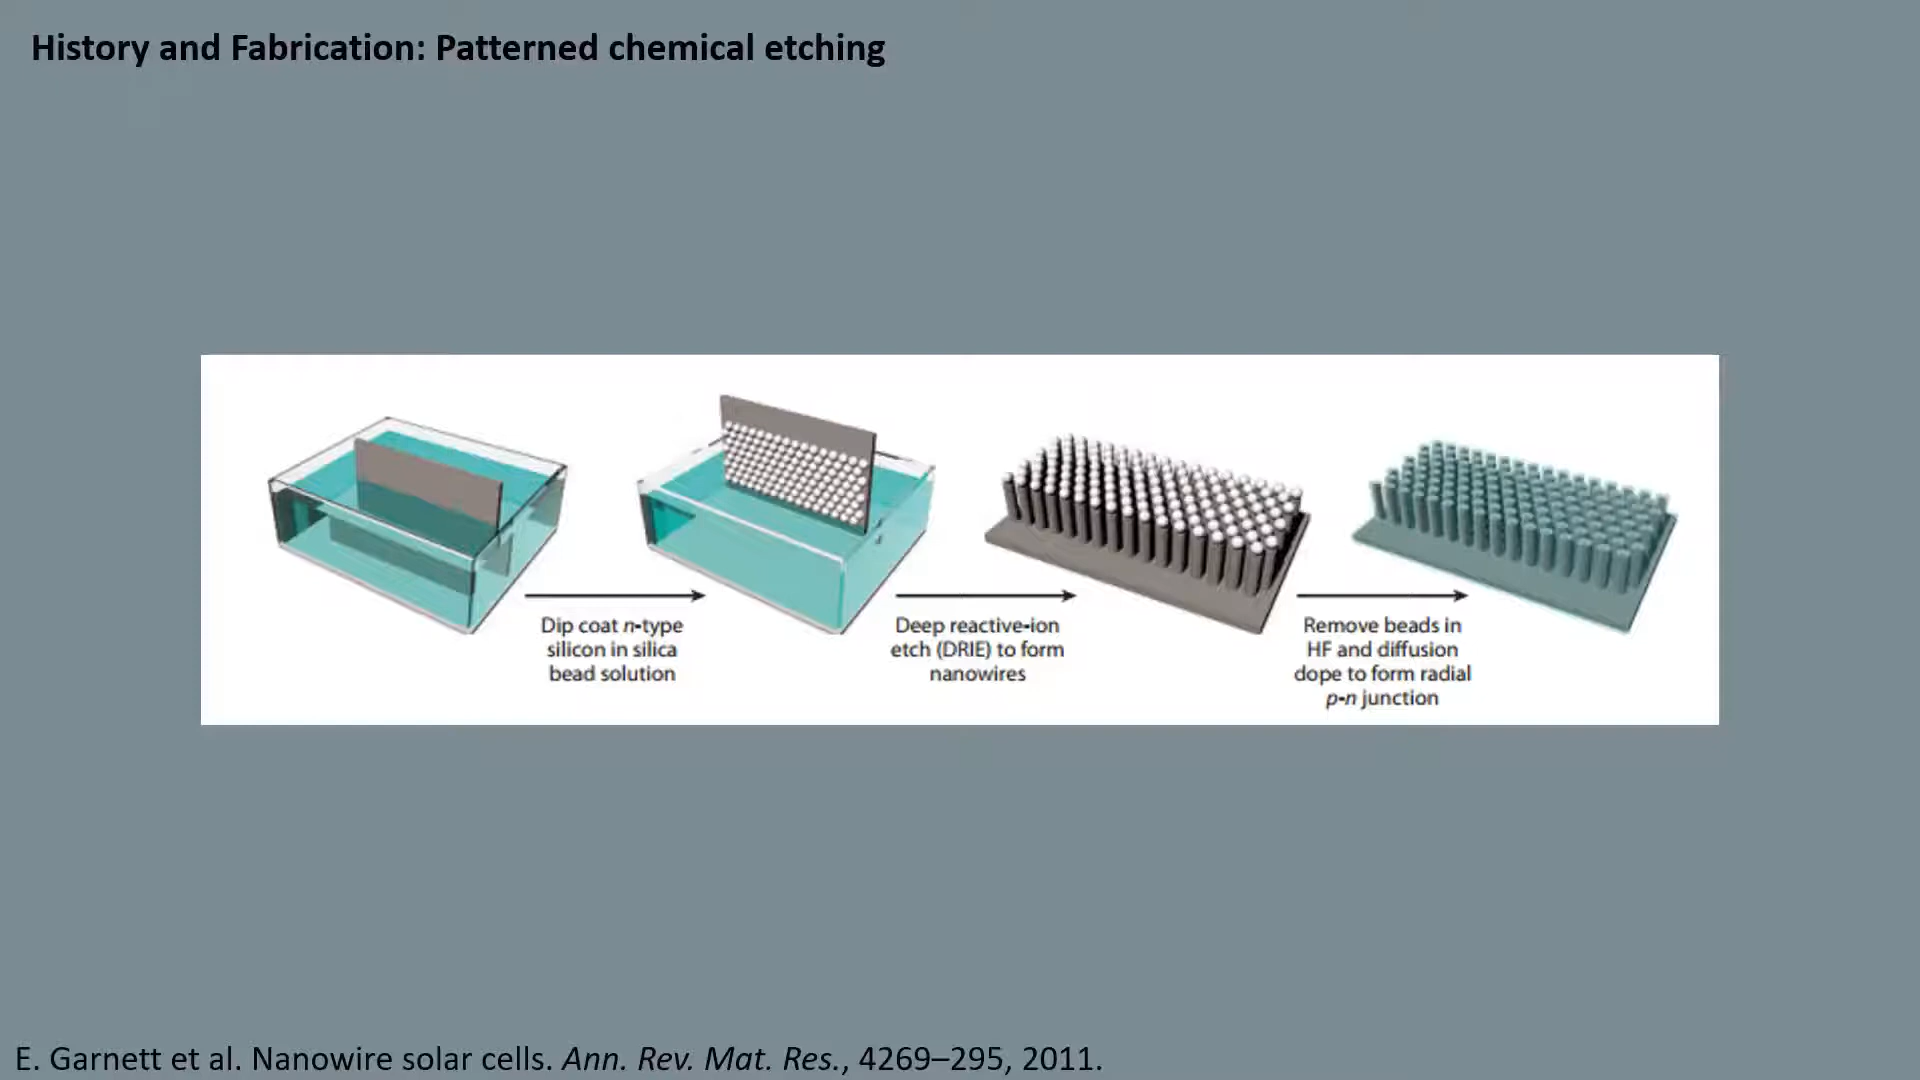 History and Fabrication: Patterned chemical etching
Dip coat n-type
silicon in silica
bead solution
Deep reactive-ion
etch (DRIE) to form
nanowires
Remove beads in
HF and diffusion
dope to form radial
p-n junction
E. Garnett et al. Nanowire solar cells. Ann. Rev. Mat. Res., 4269–295, 2011.